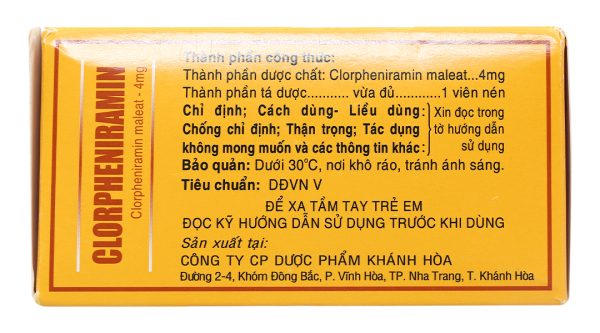 CLORPHENIRAMIN
Clorpheniramin maleat - 4mg
Thành phần công thức:
Thành phần dược chất: Clorpheniramin maleat...4mg
Thành phần tá dược........... vừa đủ............1 viên nén
Chỉ định; Cách dùng- Liều dùng:
Chống chỉ định; Thận trọng; Tác dụng
không mong muốn và các thông tin khác:
Xin đọc trong
tờ hướng dẫn
sử dụng
Bảo quản: Dưới 30°C, nơi khô ráo, tránh ánh sáng.
Tiêu chuẩn: DĐVN V
ĐỂ XA TẦM TAY TRẺ EM
ĐỌC KỸ HƯỚNG DẪN SỬ DỤNG TRƯỚC KHI DÙNG
Sản xuất tại:
CÔNG TY CP DƯỢC PHẨM KHÁNH HÒA
Đường 2-4, Khóm Đông Bắc, P. Vĩnh Hòa, TP. Nha Trang, T. Khánh Hòa